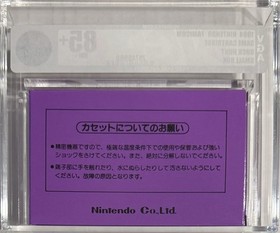 85+
カセットについてのお願い
●精密機器ですので、極端な温度条件下での使用や保管および強い
ショックをさけてください。また、絶対に分解しないでください。
●端子部に手を触れたり、水にぬらしたりして汚さないようにして
ください。故障の原因となります。
Nintendo Co.,Ltd.